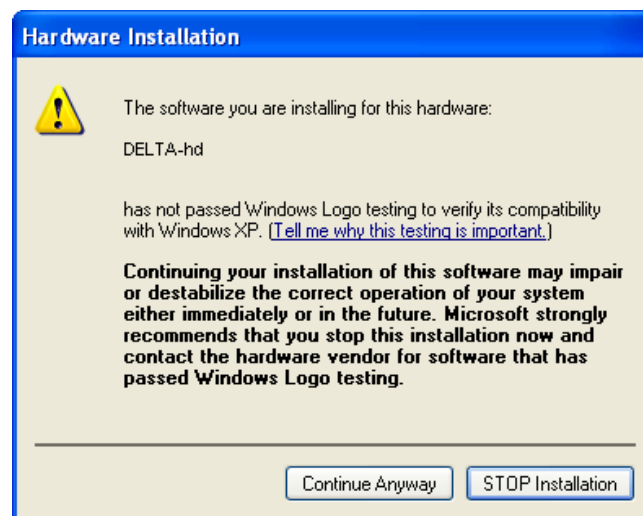 Hardware Installation
The software you are installing for this hardware:
DELTA-hd
has not passed Windows Logo testing to verify its compatibility
with Windows XP. (Tell me why this testing is important.)
Continuing your installation of this software may impair
or destabilize the correct operation of your system
either immediately or in the future. Microsoft strongly
recommends that you stop this installation now and
contact the hardware vendor for software that has
passed Windows Logo testing.
Continue Anyway
STOP Installation